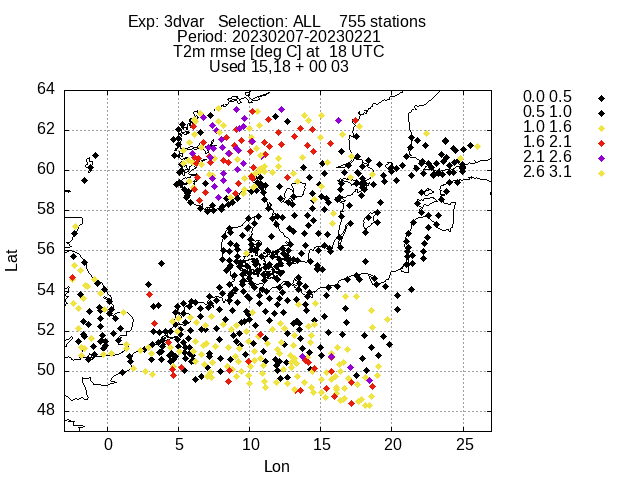 Exp: 3dvar   Selection: ALL    755 stations
Period: 20230207-20230221
T2m rmse [deg C] at  18 UTC
Used 15,18 + 00 03
0.0 0.5
0.5 1.0
1.0 1.6
1.6 2.1
2.1 2.6
2.6 3.1
64
62
60
58
56
54
52
50
48
Lat
0 5 10 15 20 25
Lon